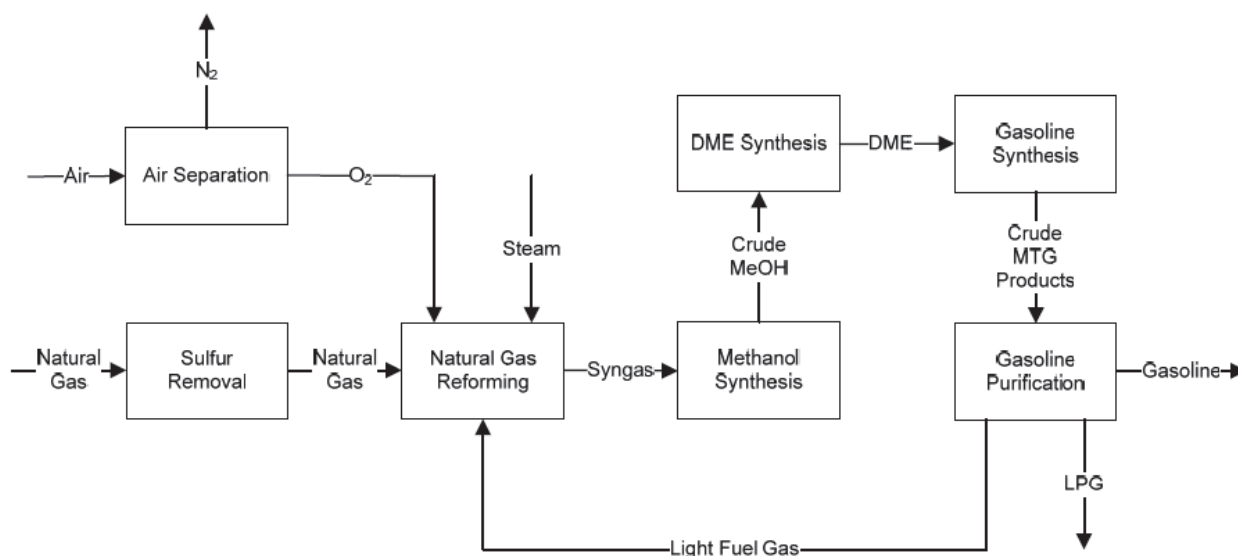 N₂
DME Synthesis
DME
Gasoline
Synthesis
Air
Air Separation
O₂
Steam
Crude
MeOH
Crude
MTG
Products
Natural
Gas
Sulfur
Removal
Natural
Gas
Natural Gas
Reforming
Syngas
Methanol
Synthesis
Gasoline
Purification
Gasoline
LPG
Light Fuel Gas